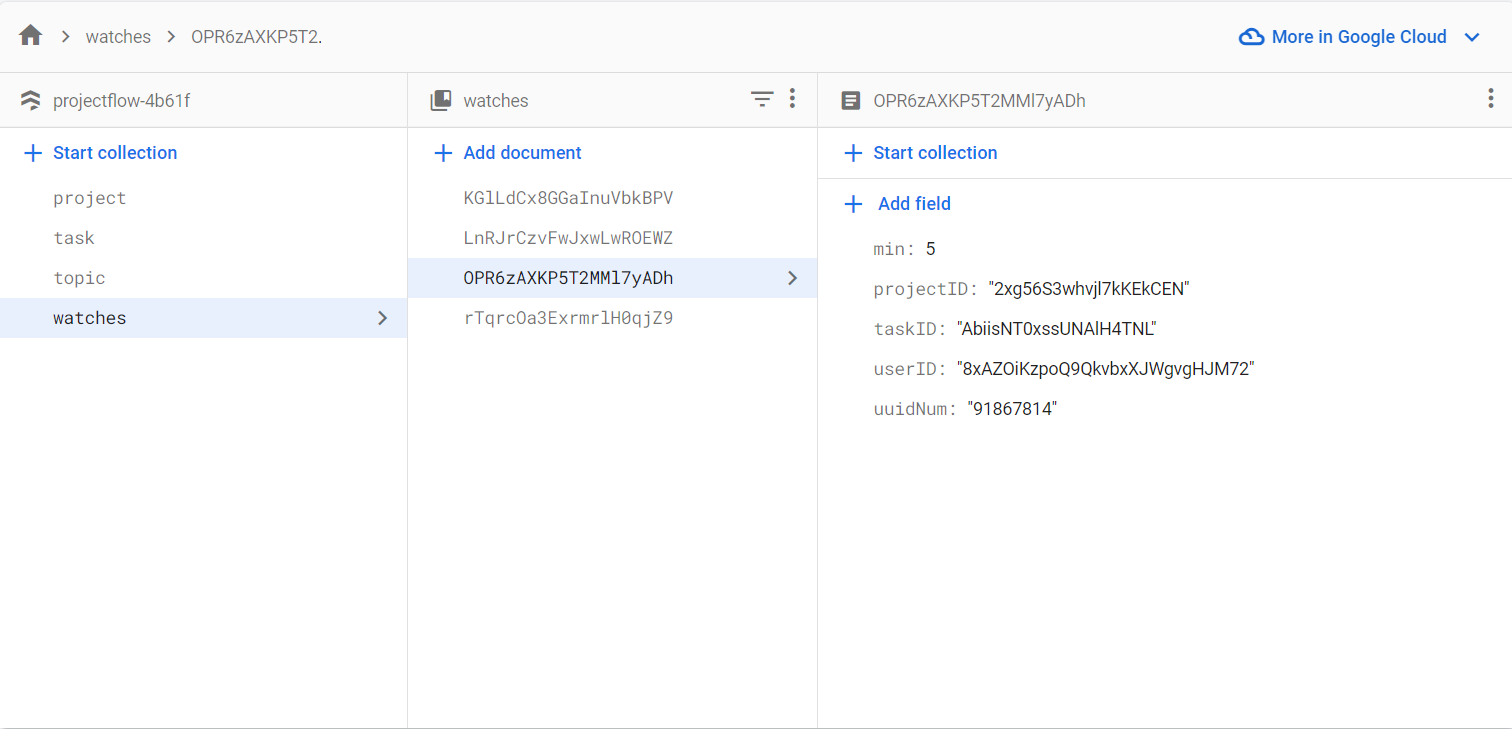 watches
OPR6zAXKP5T2.
More in Google Cloud
projectflow-4b61f
watches
OPR6zAXKP5T2MMl7yADh
Start collection
Add document
Start collection
project
task
topic
watches
KGlLdCx8GGaInuVbkBPV
LnRJrCzvFwJxwLwROEWZ
OPR6zAXKP5T2MMl7yADh
rTqrcOa3ExrmrlH0qjZ9
Add field
min: 5
projectID: "2xg56S3whvjl7kKEkCEN"
taskID: "AbiisNT0xssUNAlH4TNL"
userID: "8xAZOiKzpoQ9QkvbxXJWgvgHJM72"
uuidNum: "91867814"